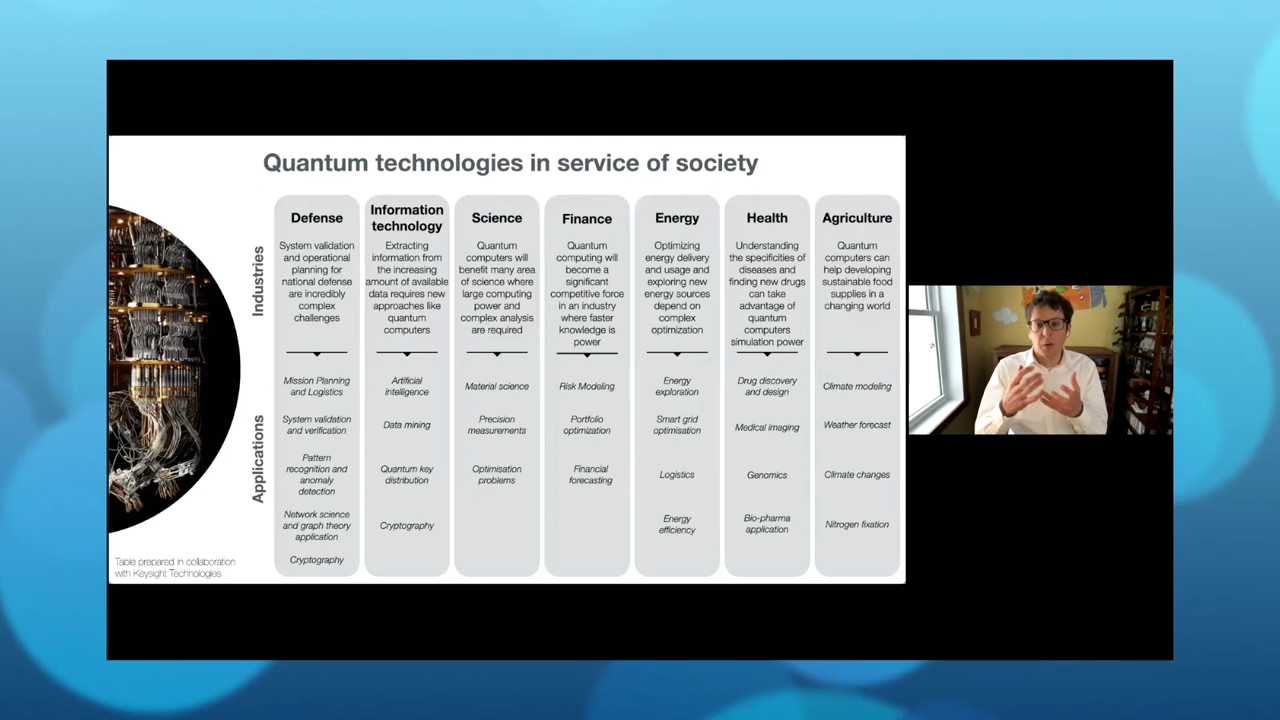 Quantum technologies in service of society
Industries
Defense
System validation
and operational
planning for
national defense
are incredibly
complex
challenges
Information
technology
Extracting
information from
the increasing
amount of available
data requires new
approaches like
quantum
computers
Science
Quantum
computers will
benefit many area
of science where
large computing
power and
complex analysis
are required
Finance
Quantum
computing will
become a
significant
competitive force
in an industry
where faster
knowledge is
power
Energy
Optimizing
energy delivery
and usage and
exploring new
energy sources
depend on
complex
optimization
Health
Understanding
the specificities of
diseases and
finding new drugs
can take
advantage of
quantum
computers
simulation power
Agriculture
Quantum
computers can
help developing
sustainable food
supplies in a
changing world
Applications
Mission Planning
and Logistics
System validation
and verification
Pattern
recognition and
anomaly
detection
Network science
and graph theory
application
Cryptography
Artificial
intelligence
Data mining
Quantum key
distribution
Cryptography
Material science
Precision
measurements
Optimisation
problems
Risk Modeling
Portfolio
optimization
Financial
forecasting
Energy
exploration
Smart grid
optimisation
Logistics
Energy
efficiency
Drug discovery
and design
Medical imaging
Genomics
Bio-pharma
application
Climate modeling
Weather forecast
Climate changes
Nitrogen fixation
Table prepared in collaboration
with Keysight Technologies